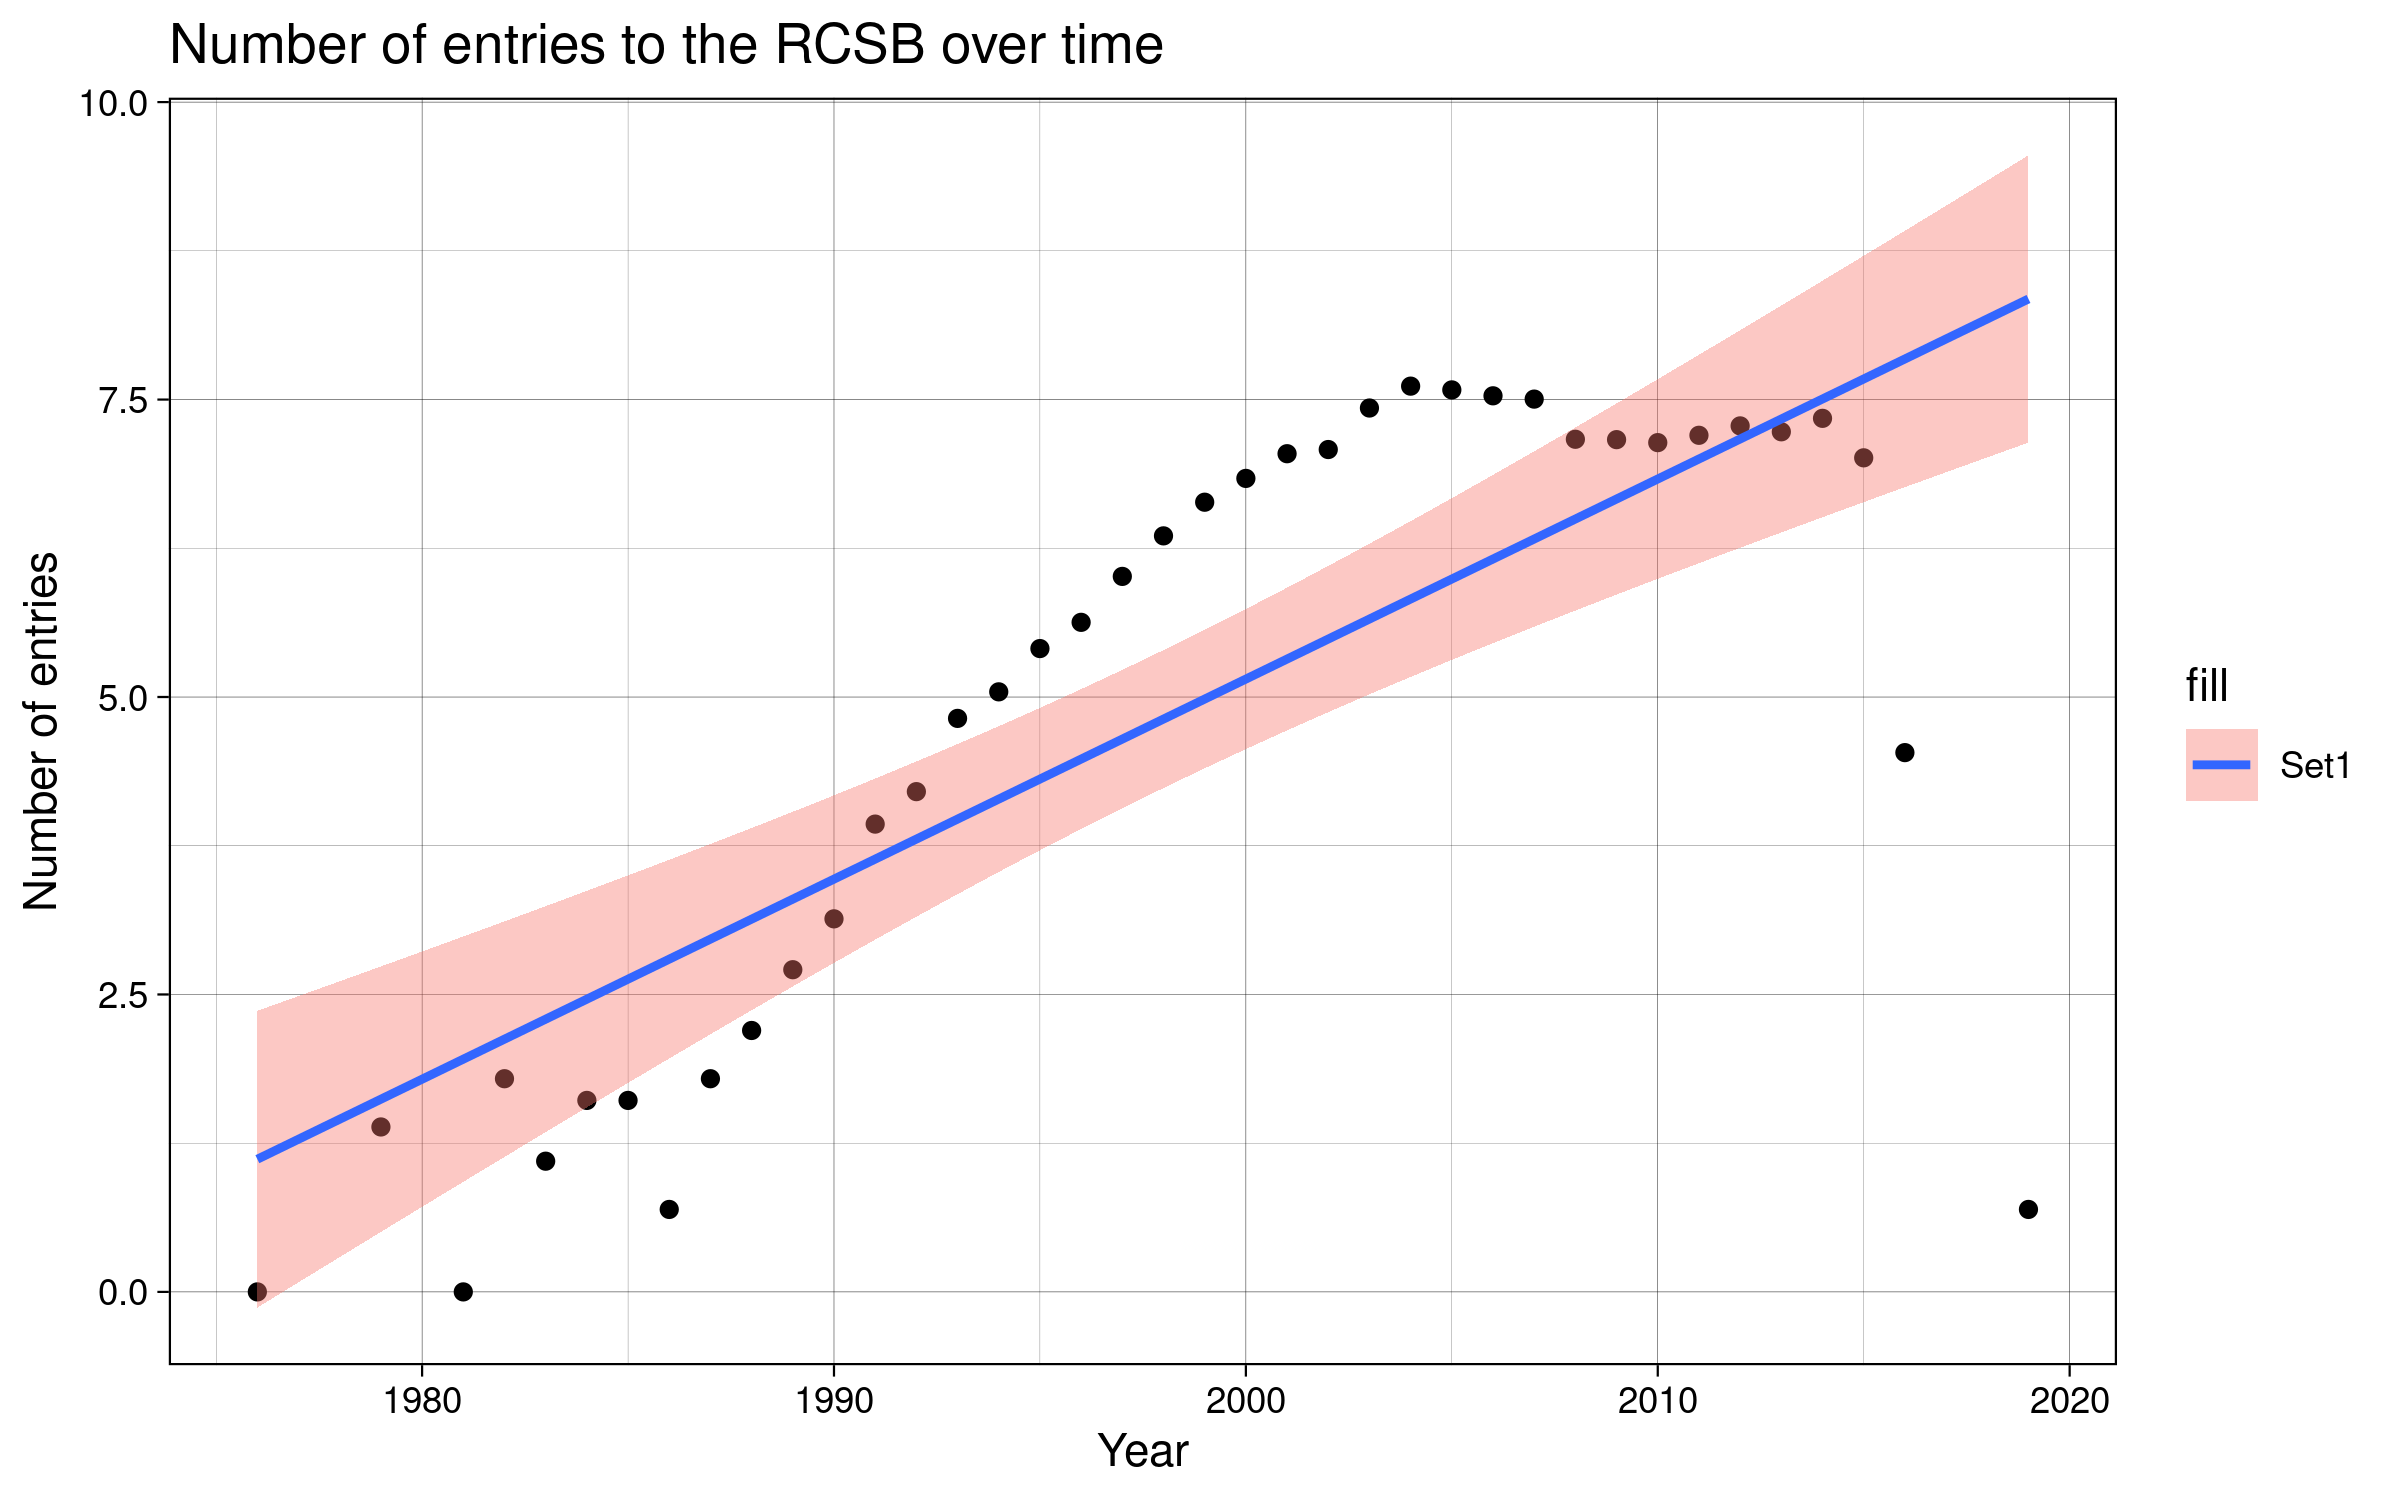 Number of entries to the RCSB over time
10.0
7.5
5.0
2.5
0.0
Number of entries
1980 1990 2000 2010 2020
Year
fill
Set1